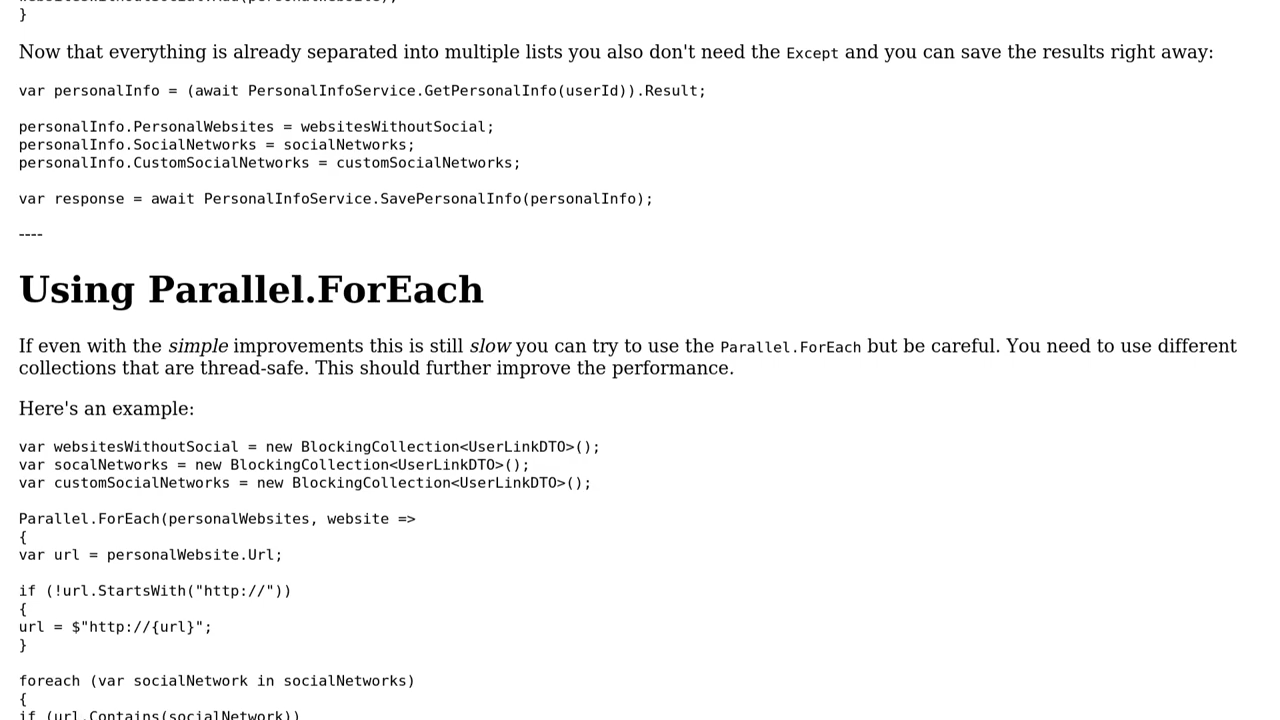 }
Now that everything is already separated into multiple lists you also don't need the Except and you can save the results right away:
var personalInfo = (await PersonalInfoService.GetPersonalInfo(userId)).Result;
personalInfo.PersonalWebsites = websitesWithoutSocial;
personalInfo.SocialNetworks = socialNetworks;
personalInfo.CustomSocialNetworks = customSocialNetworks;
var response = await PersonalInfoService.SavePersonalInfo(personalInfo);
----
Using Parallel.ForEach
If even with the simple improvements this is still slow you can try to use the Parallel.ForEach but be careful. You need to use different
collections that are thread-safe. This should further improve the performance.
Here's an example:
var websitesWithoutSocial = new BlockingCollection<UserLinkDTO>();
var socalNetworks = new BlockingCollection<UserLinkDTO>();
var customSocialNetworks = new BlockingCollection<UserLinkDTO>();
Parallel.ForEach(personalWebsites, website =>
{
var url = personalWebsite.Url;
if (!url.StartsWith("http://"))
{
url = $"http://{url}";
}
foreach (var socialNetwork in socialNetworks)
{
if (url.Contains(socialNetwork))